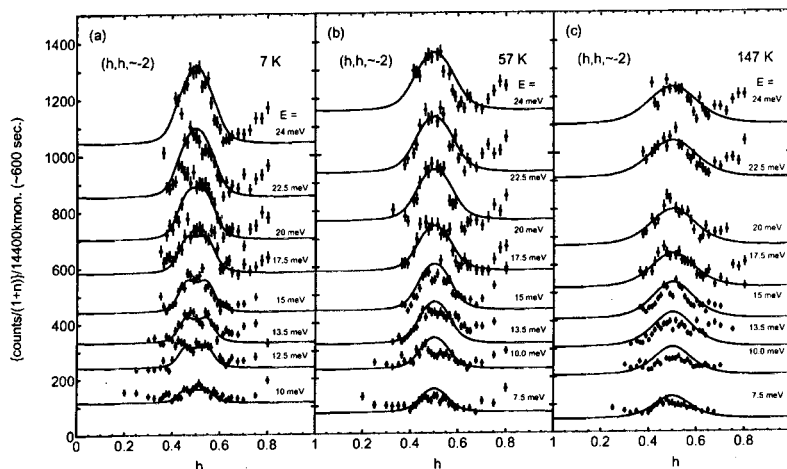 (a)
(h,h,~-2)
7 K
E =
24 meV
22.5 meV
20 meV
17.5 meV
15 meV
13.5 meV
12.5 meV
10 meV
(b)
(h,h,~-2)
57 K
E =
24 meV
22.5 meV
20 meV
17.5 meV
15 meV
13.5 meV
10.0 meV
7.5 meV
(c)
(h,h,~-2)
147 K
E =
24 meV
22.5 meV
20 meV
17.5 meV
15 meV
13.5 meV
10.0 meV
7.5 meV
{counts/(1+n)}/14400kmon. (~600 sec.)
1400
1200
1000
800
600
400
200
0
0 0.2 0.4 0.6 0.8 1 0.2 0.4 0.6 0.8 1 0.2 0.4 0.6 0.8 1
h
h
h